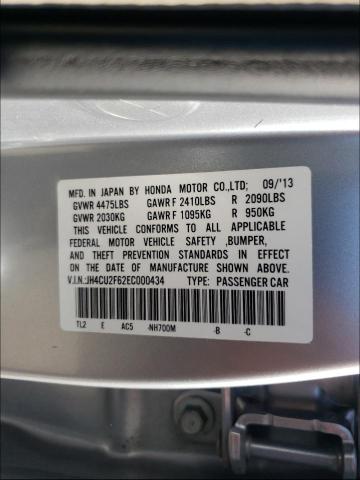 MFD. IN JAPAN BY HONDA MOTOR CO.,LTD; 09/'13
GVWR 4475LBS GAWR F 2410LBS R 2090LBS
GVWR 2030KG GAWR F 1095KG R 950KG
THIS VEHICLE CONFORMS TO ALL APPLICABLE
FEDERAL MOTOR VEHICLE SAFETY ,BUMPER,
AND THEFT PREVENTION STANDARDS IN EFFECT
ON THE DATE OF MANUFACTURE SHOWN ABOVE.
V.I.N.:JH4CU2F62EC000434 TYPE: PASSENGER CAR
TL2 E AC5 -NH700M -B -C